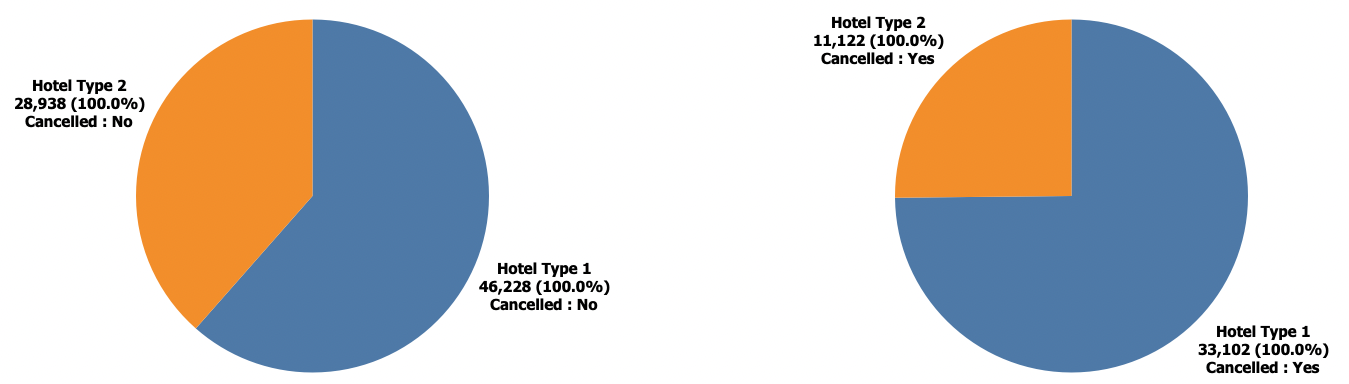 Hotel Type 2
28,938 (100.0%)
Cancelled : No
Hotel Type 1
46,228 (100.0%)
Cancelled : No
Hotel Type 2
11,122 (100.0%)
Cancelled : Yes
Hotel Type 1
33,102 (100.0%)
Cancelled : Yes